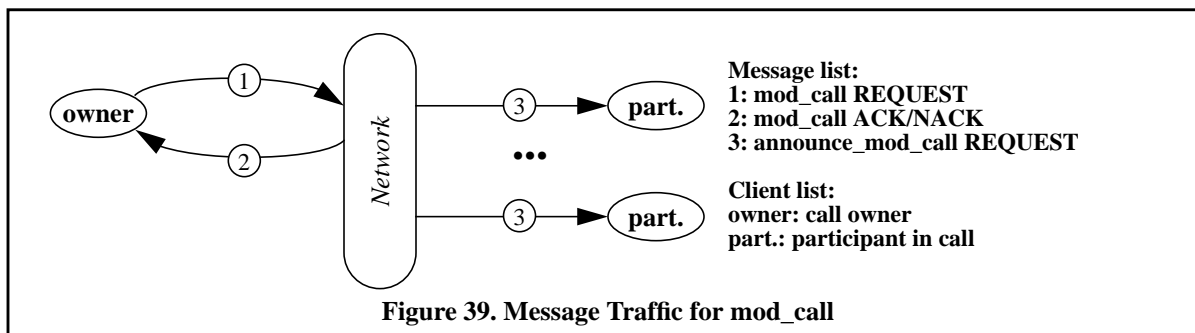 owner
1
2
Network
3
part.
•••
3
part.
Message list:
1: mod_call REQUEST
2: mod_call ACK/NACK
3: announce_mod_call REQUEST
Client list:
owner: call owner
part.: participant in call
Figure 39. Message Traffic for mod_call